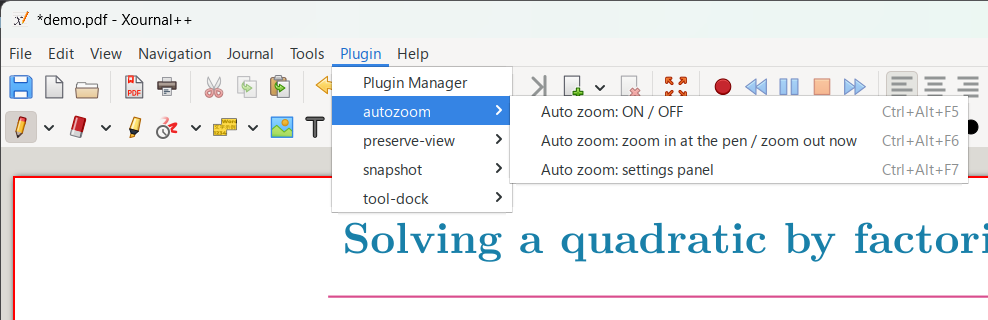 *demo.pdf - Xournal++
File Edit View Navigation Journal Tools Plugin Help
PDF
Plugin Manager
autozoom
Auto zoom: ON / OFF Ctrl+Alt+F5
preserve-view
Auto zoom: zoom in at the pen / zoom out now Ctrl+Alt+F6
snapshot
Auto zoom: settings panel Ctrl+Alt+F7
tool-dock
Solving a quadratic by factori